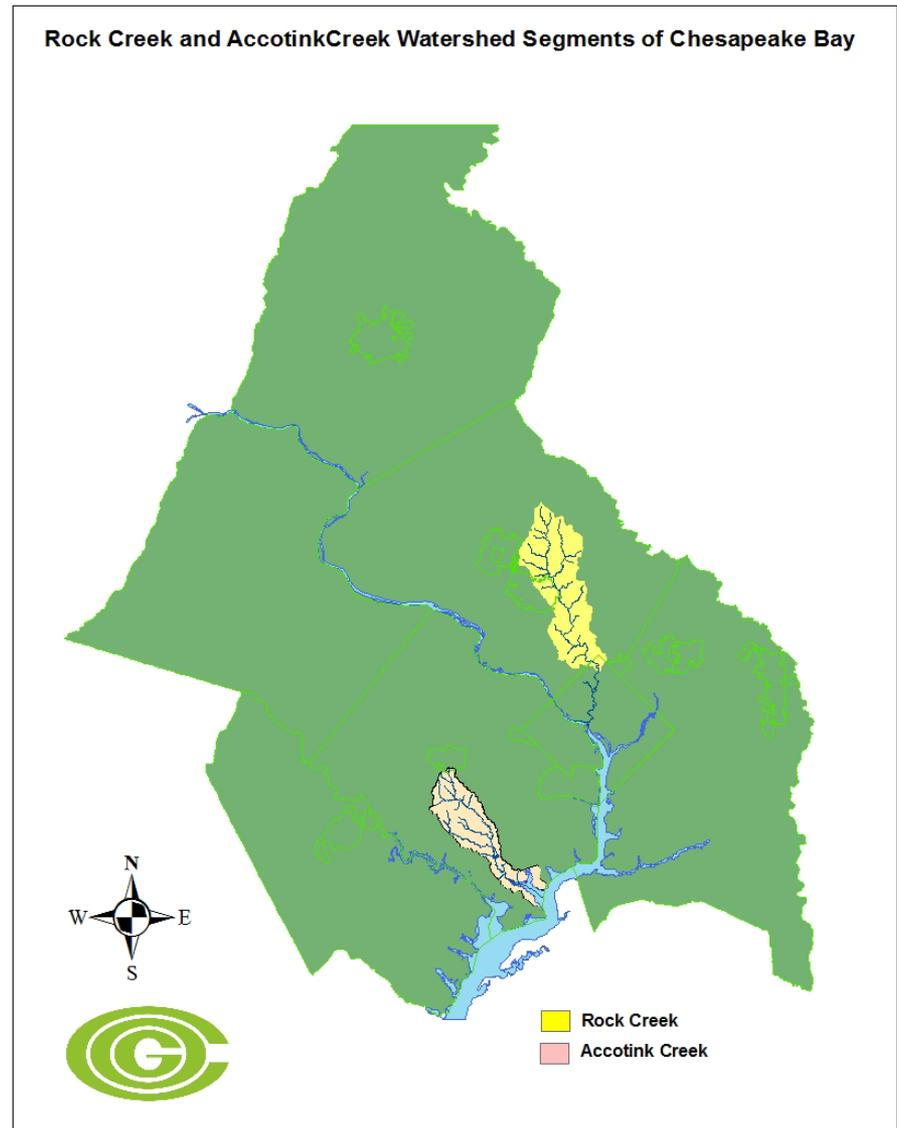 Rock Creek and AccotinkCreek Watershed Segments of Chesapeake Bay
N
W E
S
Rock Creek
Accotink Creek